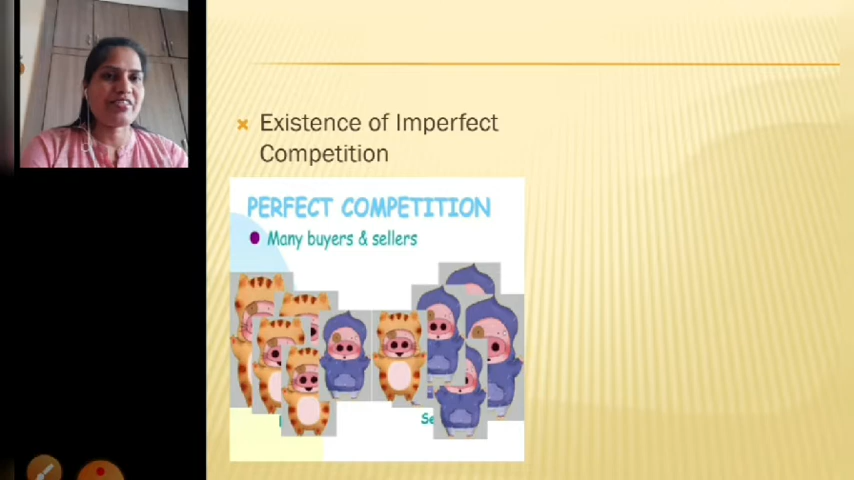 Existence of Imperfect
Competition
PERFECT COMPETITION
Many buyers & sellers